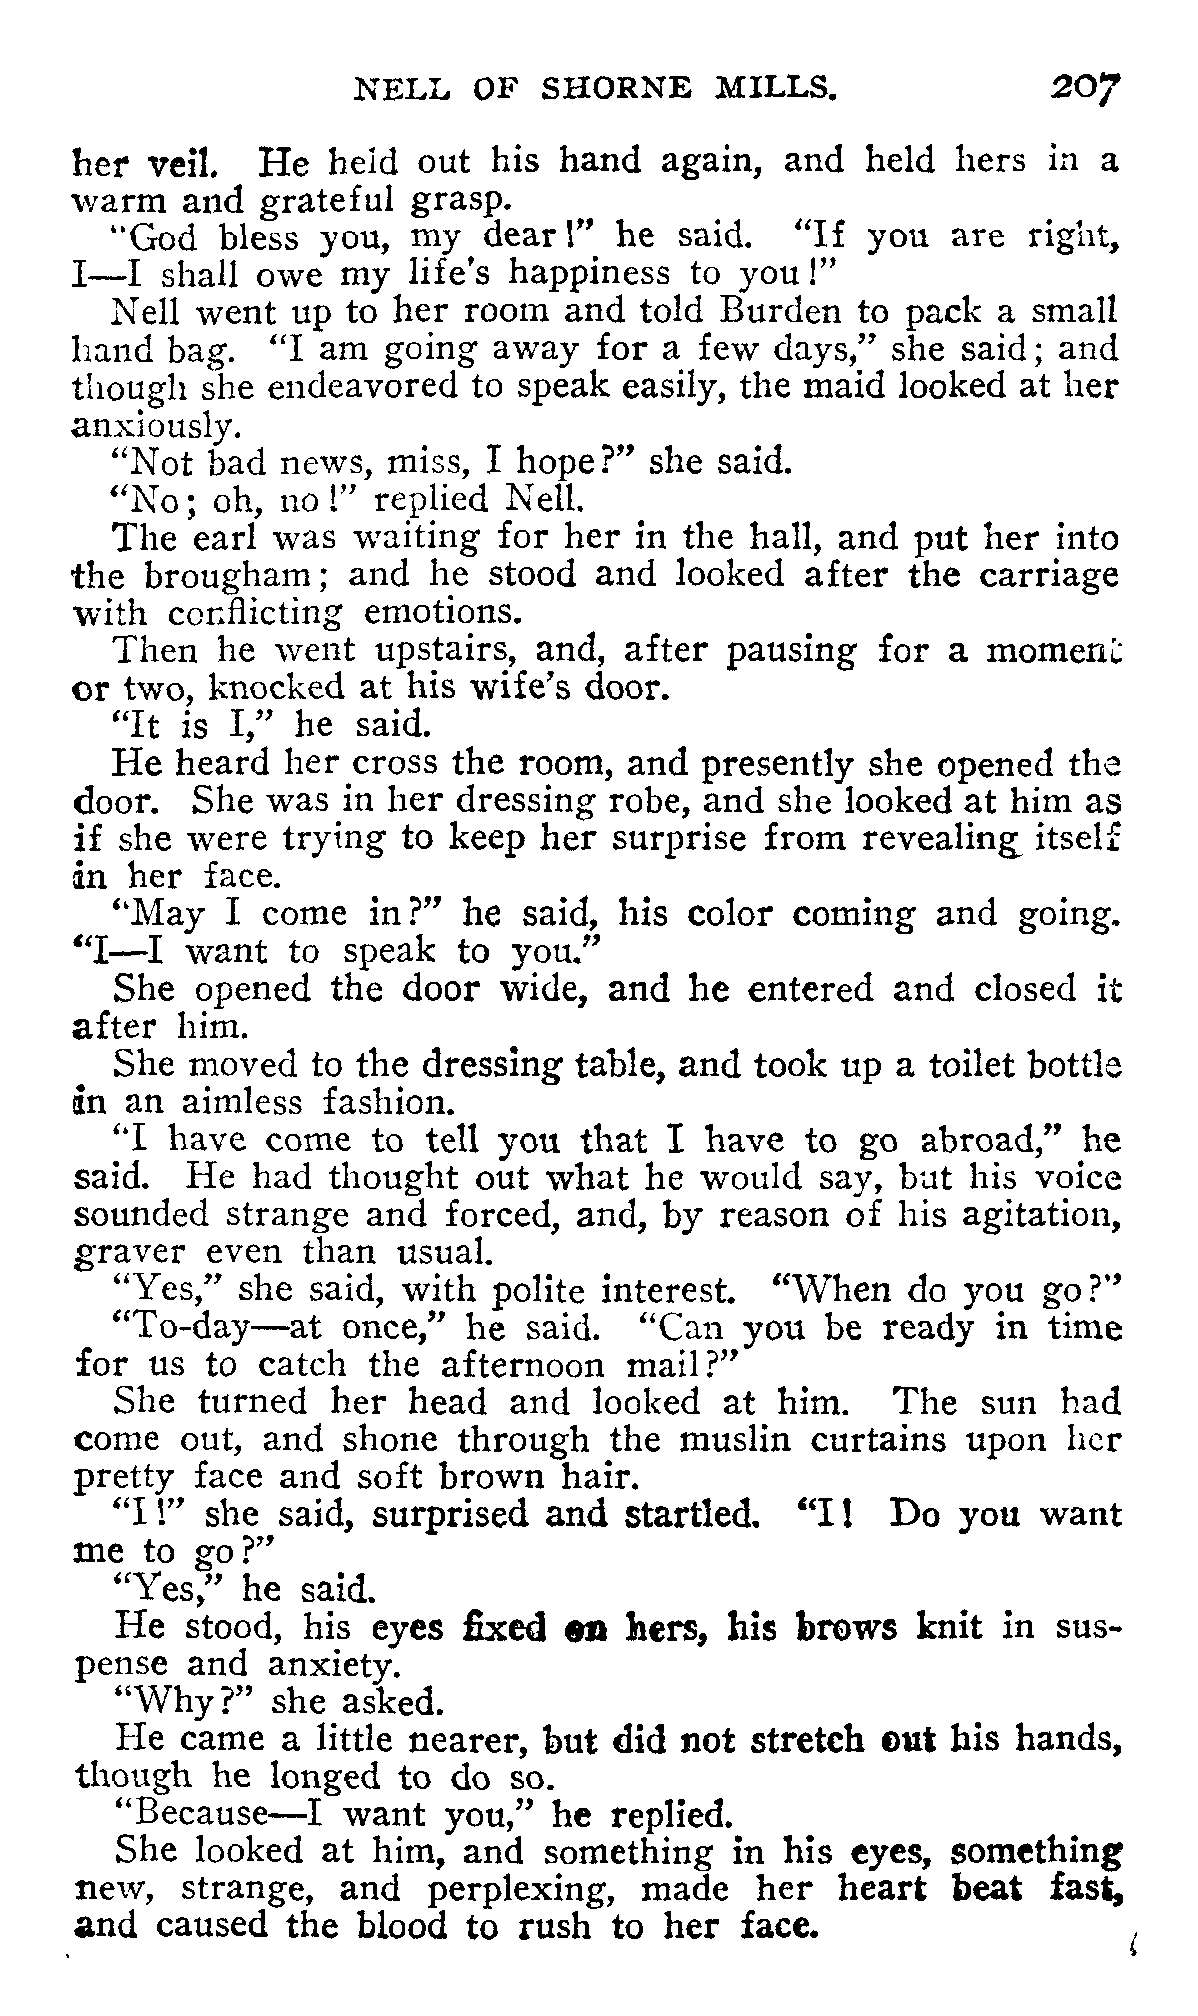 NELL OF SHORNE MILLS. 207
her veil. He held out his hand again, and held hers in a
warm and grateful grasp.
"God bless you, my dear!" he said. "If you are right,
I—I shall owe my life's happiness to you!"
Nell went up to her room and told Burden to pack a small
hand bag. "I am going away for a few days," she said; and
though she endeavored to speak easily, the maid looked at her
anxiously.
"Not bad news, miss, I hope?" she said.
"No; oh, no!" replied Nell.
The earl was waiting for her in the hall, and put her into
the brougham; and he stood and looked after the carriage
with conflicting emotions.
Then he went upstairs, and, after pausing for a moment
or two, knocked at his wife's door.
"It is I," he said.
He heard her cross the room, and presently she opened the
door. She was in her dressing robe, and she looked at him as
if she were trying to keep her surprise from revealing itself
in her face.
"May I come in?" he said, his color coming and going.
"I—I want to speak to you."
She opened the door wide, and he entered and closed it
after him.
She moved to the dressing table, and took up a toilet bottle
in an aimless fashion.
"I have come to tell you that I have to go abroad," he
said. He had thought out what he would say, but his voice
sounded strange and forced, and, by reason of his agitation,
graver even than usual.
"Yes," she said, with polite interest. "When do you go?"
"To-day—at once," he said. "Can you be ready in time
for us to catch the afternoon mail?"
She turned her head and looked at him. The sun had
come out, and shone through the muslin curtains upon her
pretty face and soft brown hair.
"I!" she said, surprised and startled. "I! Do you want
me to go?"
"Yes," he said.
He stood, his eyes fixed on hers, his brows knit in sus-
pense and anxiety.
"Why?" she asked.
He came a little nearer, but did not stretch out his hands,
though he longed to do so.
"Because—I want you," he replied.
She looked at him, and something in his eyes, something
new, strange, and perplexing, made her heart beat fast,
and caused the blood to rush to her face.